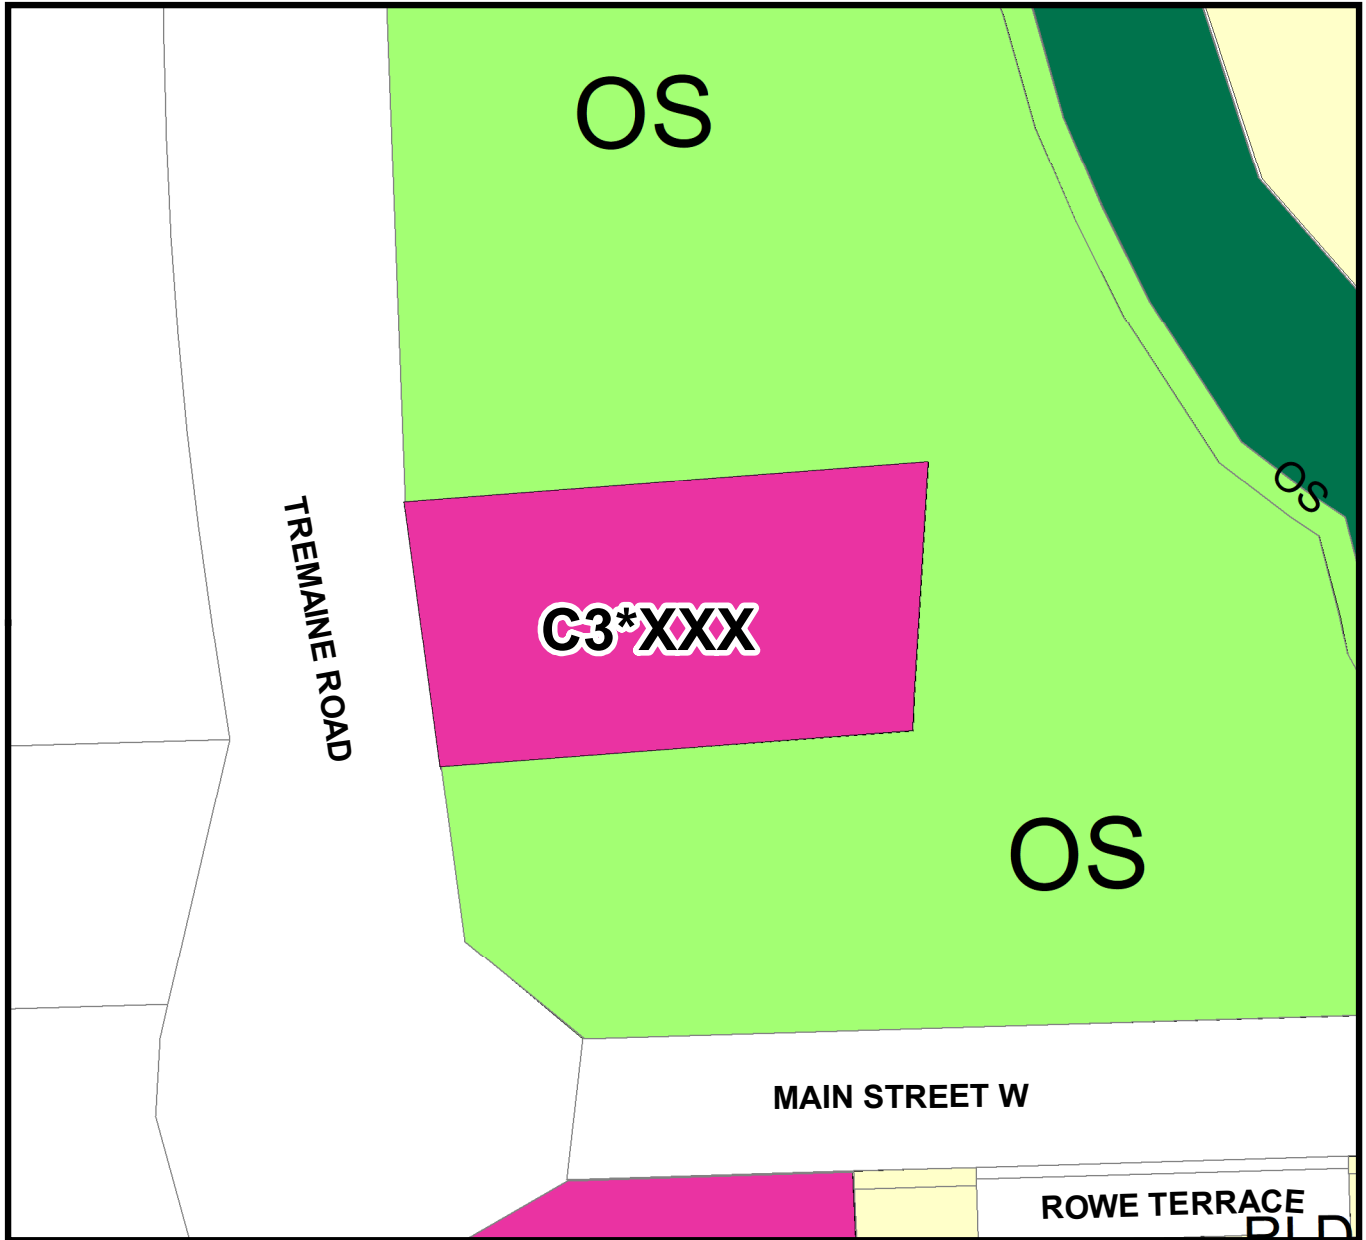 OS
OS
TREMAINE ROAD
C3*XXX
OS
MAIN STREET W
ROWE TERRACE